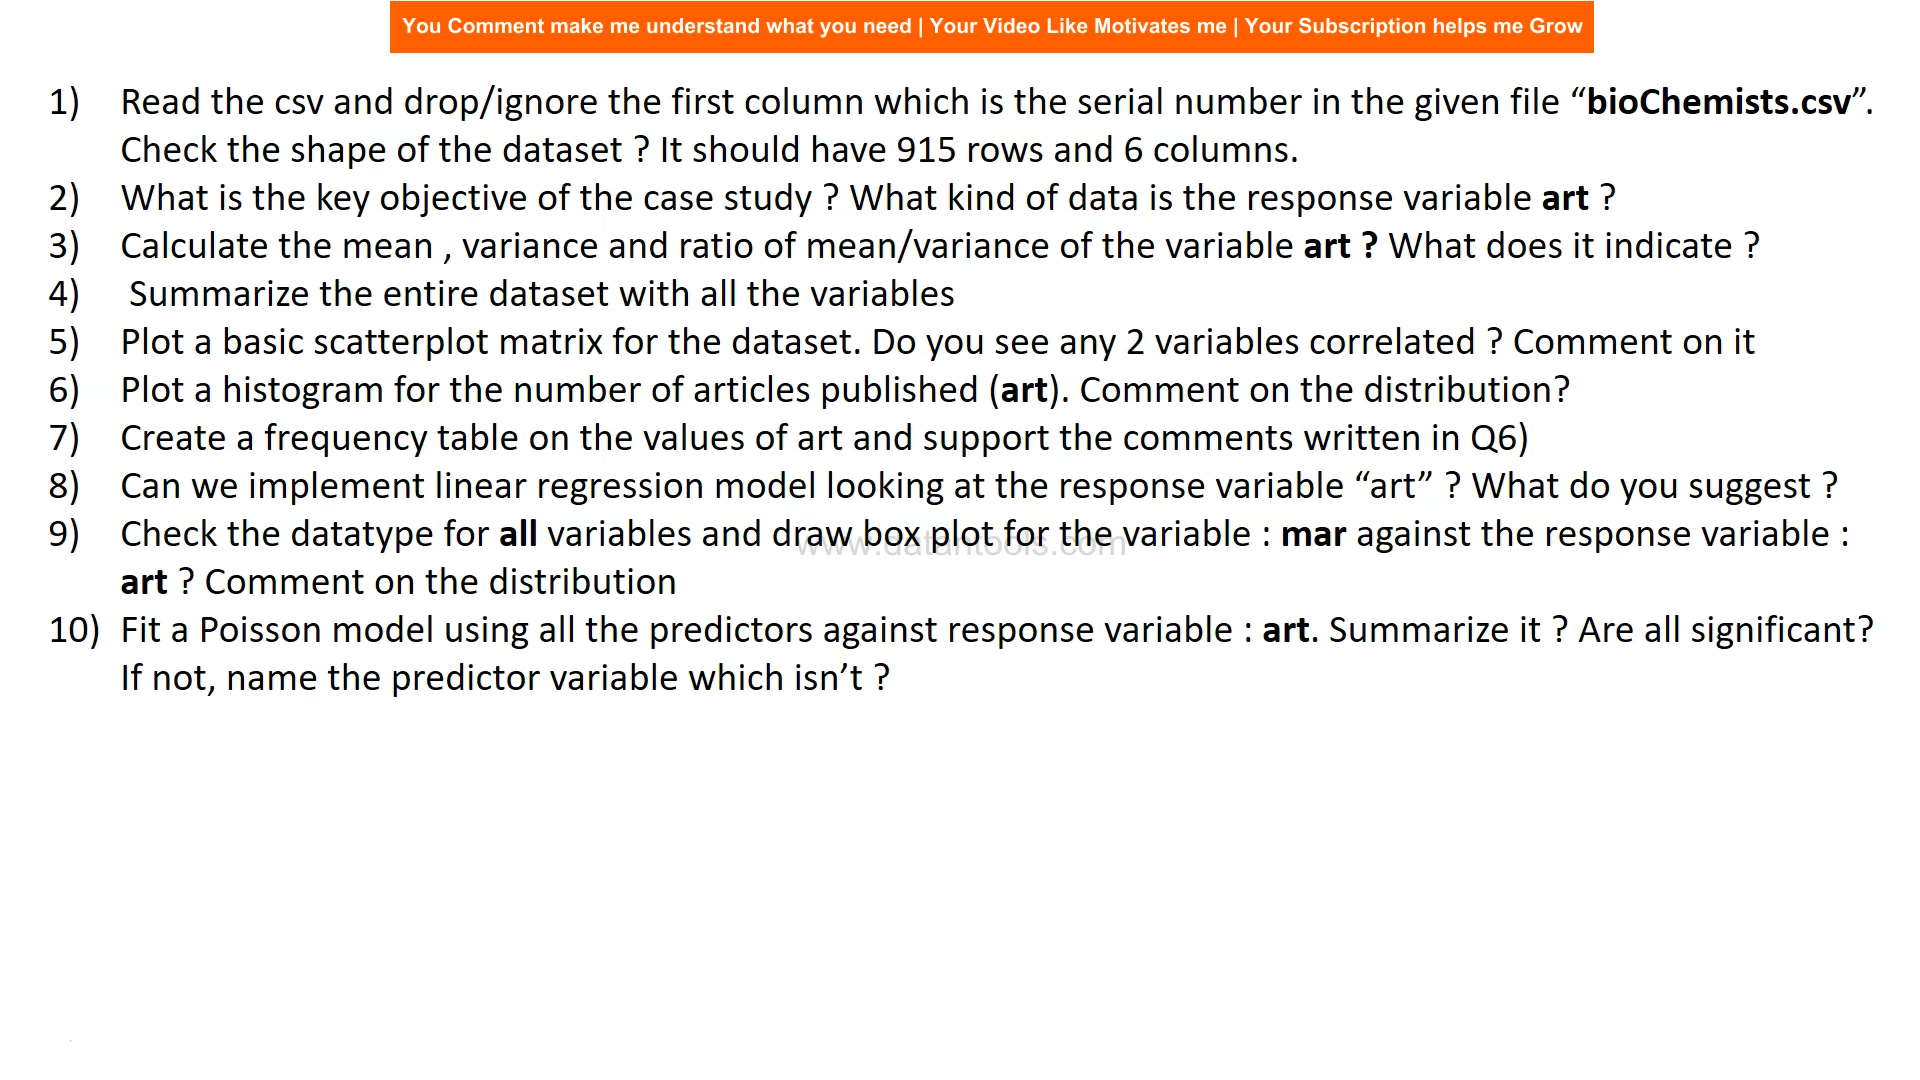 You Comment make me understand what you need | Your Video Like Motivates me | Your Subscription helps me Grow
1) Read the csv and drop/ignore the first column which is the serial number in the given file “bioChemists.csv”.
Check the shape of the dataset ? It should have 915 rows and 6 columns.
2) What is the key objective of the case study ? What kind of data is the response variable art ?
3) Calculate the mean , variance and ratio of mean/variance of the variable art ? What does it indicate ?
4) Summarize the entire dataset with all the variables
5) Plot a basic scatterplot matrix for the dataset. Do you see any 2 variables correlated ? Comment on it
6) Plot a histogram for the number of articles published (art). Comment on the distribution?
7) Create a frequency table on the values of art and support the comments written in Q6)
8) Can we implement linear regression model looking at the response variable “art” ? What do you suggest ?
9) Check the datatype for all variables and draw box plot for the variable : mar against the response variable :
www.datantools.com
art ? Comment on the distribution
10) Fit a Poisson model using all the predictors against response variable : art. Summarize it ? Are all significant?
If not, name the predictor variable which isn’t ?